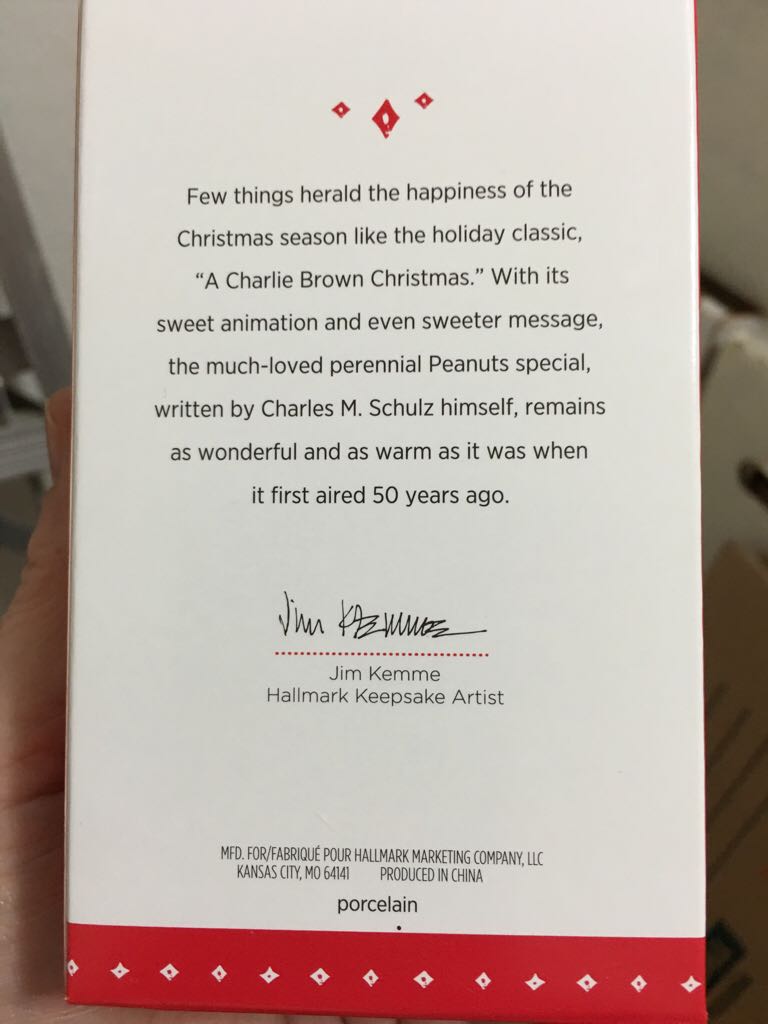 Few things herald the happiness of the
Christmas season like the holiday classic,
“A Charlie Brown Christmas.” With its
sweet animation and even sweeter message,
the much-loved perennial Peanuts special,
written by Charles M. Schulz himself, remains
as wonderful and as warm as it was when
it first aired 50 years ago.
Jim Kemme
Jim Kemme
Hallmark Keepsake Artist
MFD. FOR/FABRIQUÉ POUR HALLMARK MARKETING COMPANY, LLC
KANSAS CITY, MO 64141 PRODUCED IN CHINA
porcelain